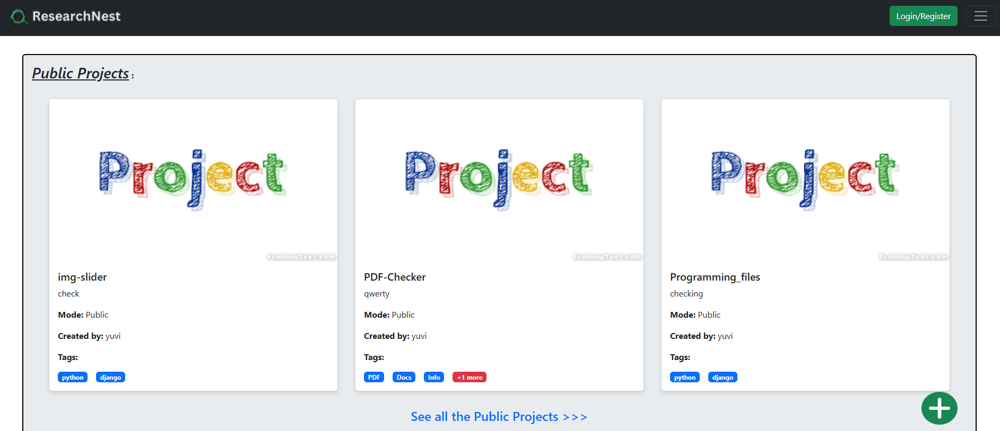 ResearchNest
Login/Register
Public Projects :
Project
FlamingText.com
Project
FlamingText.com
Project
FlamingText.com
img-slider
check
Mode: Public
Created by: yuvi
Tags:
python django
PDF-Checker
qwerty
Mode: Public
Created by: yuvi
Tags:
PDF Docs Info +1 more
Programming_files
checking
Mode: Public
Created by: yuvi
Tags:
python django
See all the Public Projects >>>